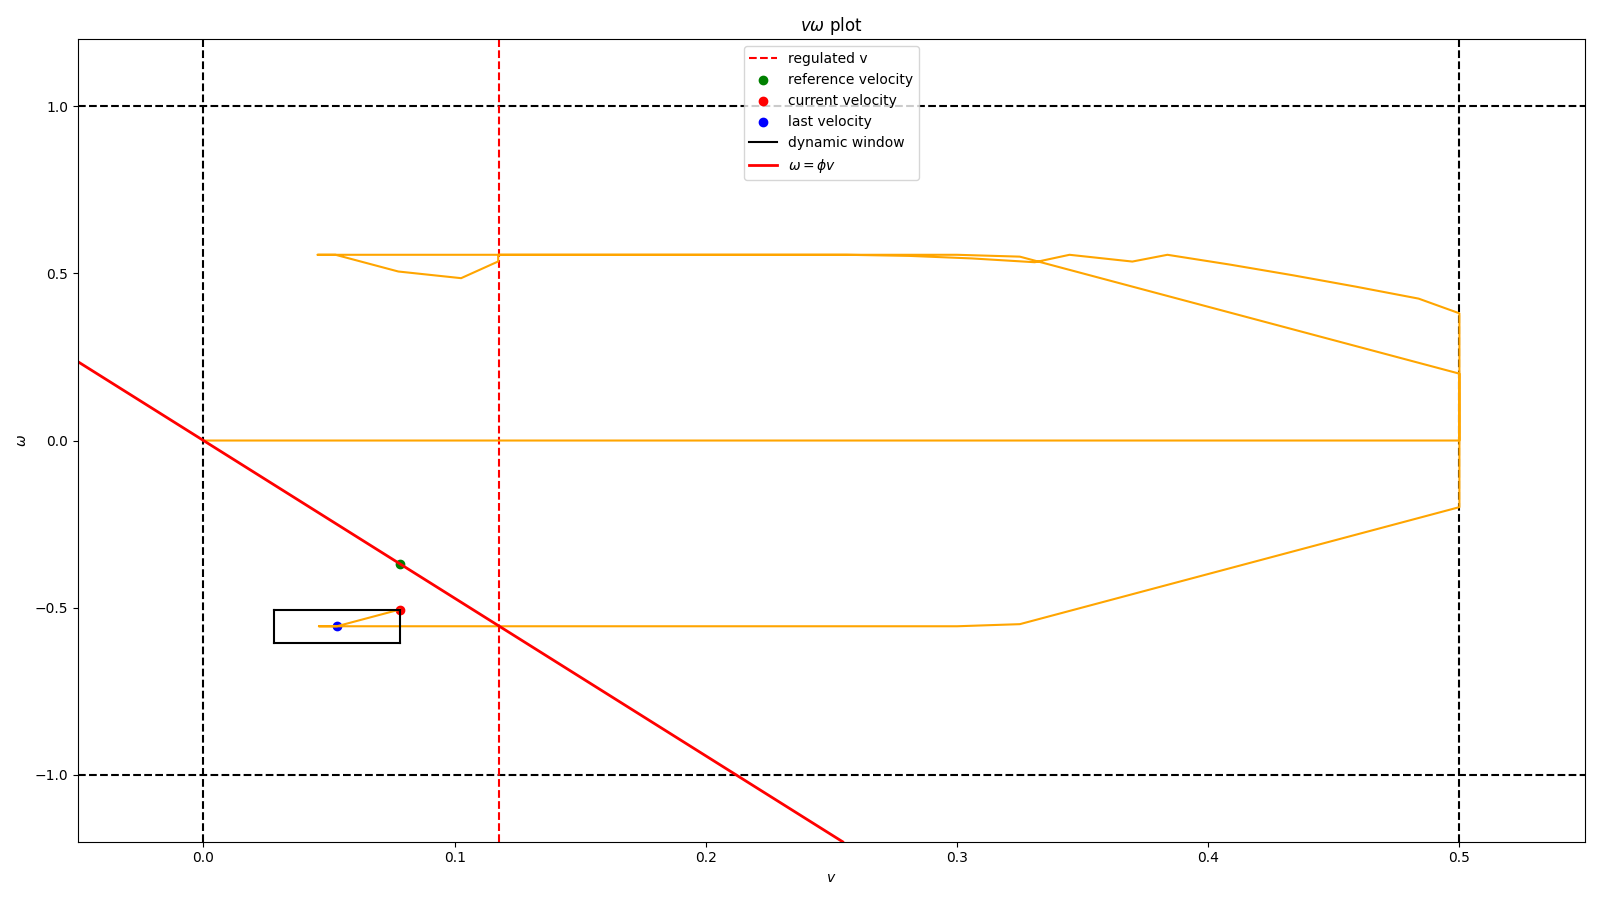 vω plot
regulated v
reference velocity
current velocity
last velocity
dynamic window
ω = ϕv
1.0
0.5
0.0
−0.5
−1.0
ω
0.0 0.1 0.2 0.3 0.4 0.5
v